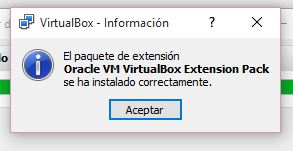 VirtualBox - Información
El paquete de extensión
Oracle VM VirtualBox Extension Pack
se ha instalado correctamente.
Aceptar